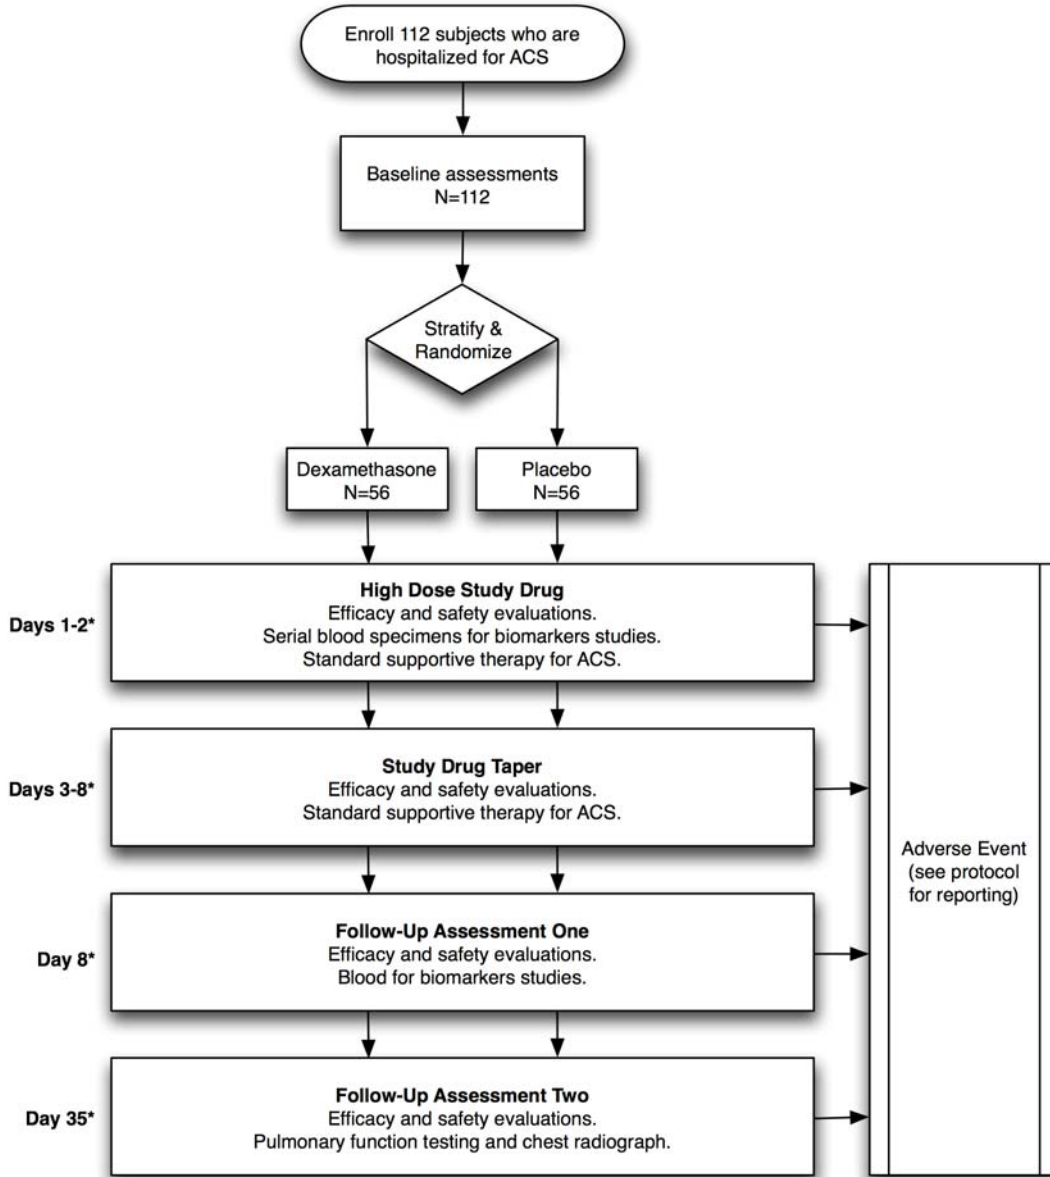 Enroll 112 subjects who are
hospitalized for ACS
Baseline assessments
N=112
Stratify &
Randomize
Dexamethasone
N=56
Placebo
N=56
Days 1-2*
High Dose Study Drug
Efficacy and safety evaluations.
Serial blood specimens for biomarkers studies.
Standard supportive therapy for ACS.
Days 3-8*
Study Drug Taper
Efficacy and safety evaluations.
Standard supportive therapy for ACS.
Day 8*
Follow-Up Assessment One
Efficacy and safety evaluations.
Blood for biomarkers studies.
Day 35*
Follow-Up Assessment Two
Efficacy and safety evaluations.
Pulmonary function testing and chest radiograph.
Adverse Event
(see protocol
for reporting)